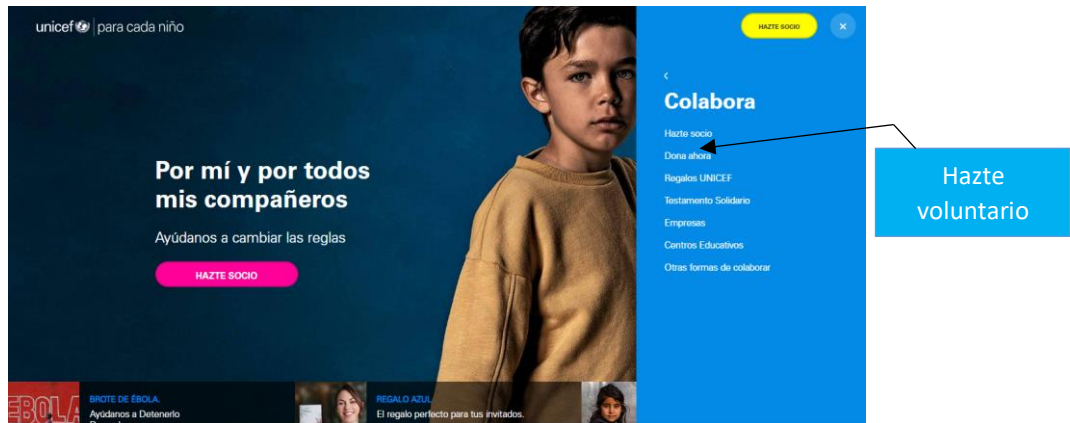 unicef para cada niño
HAZTE SOCIO
×
‹
Colabora
Hazte socio
Dona ahora
Regalos UNICEF
Testamento Solidario
Empresas
Centros Educativos
Otras formas de colaborar
Hazte
voluntario
Por mí y por todos
mis compañeros
Ayúdanos a cambiar las reglas
HAZTE SOCIO
EBOLA
BROTE DE ÉBOLA.
Ayúdanos a Detenerlo
REGALO AZUL
El regalo perfecto para tus invitados.